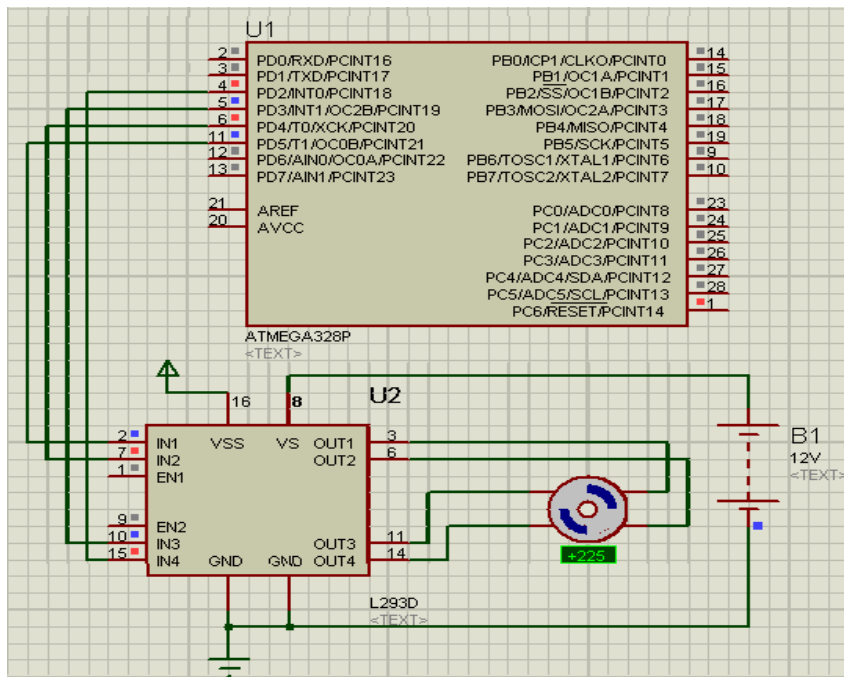 U1
2 PD0/RXD/PCINT16
3 PD1/TXD/PCINT17
4 PD2/INT0/PCINT18
5 PD3/INT1/OC2B/PCINT19
6 PD4/T0/XCK/PCINT20
11 PD5/T1/OC0B/PCINT21
12 PD6/AIN0/OC0A/PCINT22
13 PD7/AIN1/PCINT23
21 AREF
20 AVCC
PB0/ICP1/CLKO/PCINT0 14
PB1/OC1A/PCINT1 15
PB2/SS/OC1B/PCINT2 16
PB3/MOSI/OC2A/PCINT3 17
PB4/MISO/PCINT4 18
PB5/SCK/PCINT5 19
PB6/TOSC1/XTAL1/PCINT6 9
PB7/TOSC2/XTAL2/PCINT7 10
PC0/ADC0/PCINT8 23
PC1/ADC1/PCINT9 24
PC2/ADC2/PCINT10 25
PC3/ADC3/PCINT11 26
PC4/ADC4/SDA/PCINT12 27
PC5/ADC5/SCL/PCINT13 28
PC6/RESET/PCINT14 1
ATMEGA328P
<TEXT>
16 8 U2
2 IN1 VSS VS OUT1 3
7 IN2 OUT2 6
1 EN1
9 EN2
10 IN3 OUT3 11
15 IN4 GND GND OUT4 14
L293D
<TEXT>
+225
B1
12V
<TEXT>